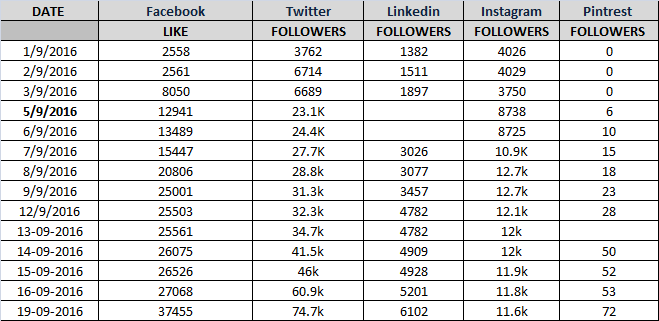 DATE Facebook Twitter Linkedin Instagram Pintrest
LIKE FOLLOWERS FOLLOWERS FOLLOWERS FOLLOWERS
1/9/2016 2558 3762 1382 4026 0
2/9/2016 2561 6714 1511 4029 0
3/9/2016 8050 6689 1897 3750 0
5/9/2016 12941 23.1K 8738 6
6/9/2016 13489 24.4K 8725 10
7/9/2016 15447 27.7K 3026 10.9K 15
8/9/2016 20806 28.8k 3077 12.7k 18
9/9/2016 25001 31.3k 3457 12.7k 23
12/9/2016 25503 32.3k 4782 12.1k 28
13-09-2016 25561 34.7k 4782 12k
14-09-2016 26075 41.5k 4909 12k 50
15-09-2016 26526 46k 4928 11.9k 52
16-09-2016 27068 60.9k 5201 11.8k 53
19-09-2016 37455 74.7k 6102 11.6k 72